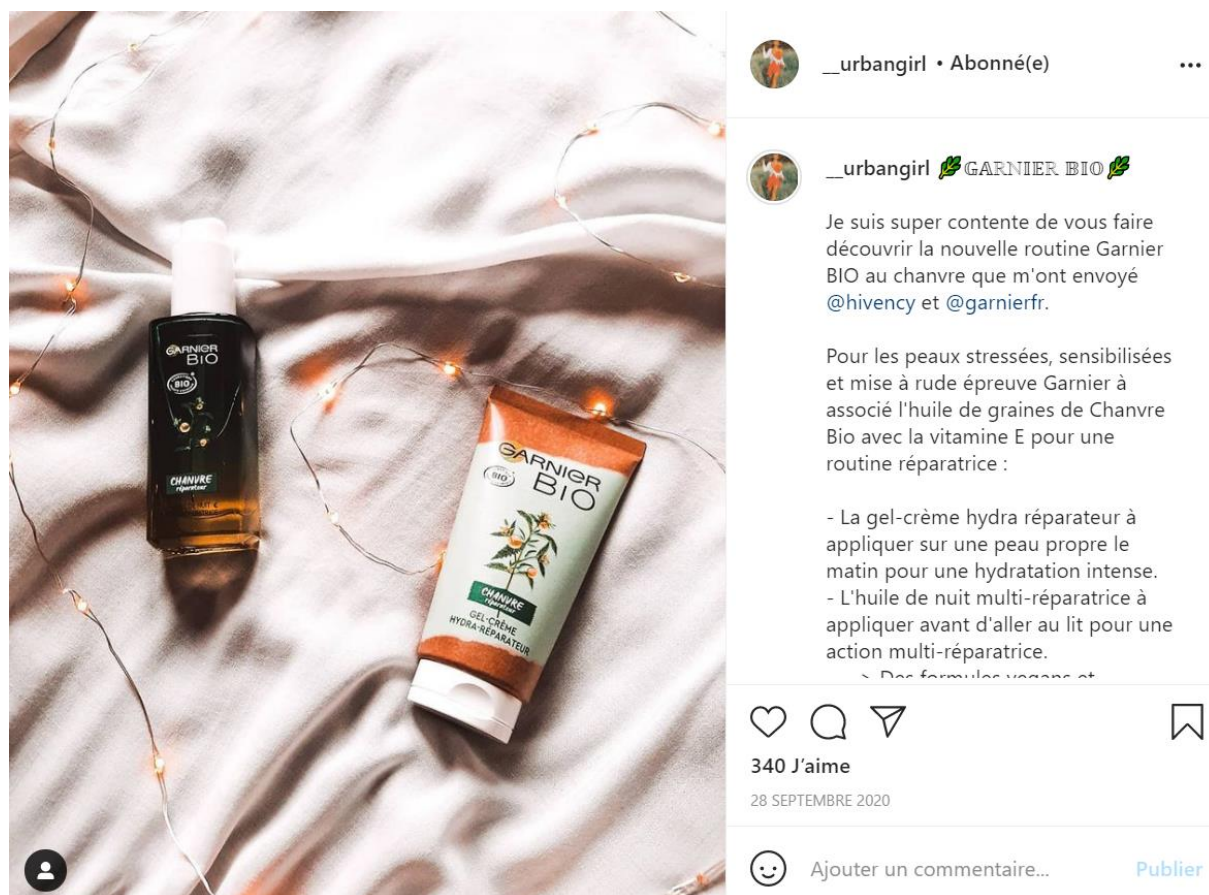 __urbangirl • Abonné(e)
__urbangirl 🌿GARNIER BIO🌿
Je suis super contente de vous faire
découvrir la nouvelle routine Garnier
BIO au chanvre que m'ont envoyé
@hivency et @garnierfr.
Pour les peaux stressées, sensibilisées
et mise à rude épreuve Garnier à
associé l'huile de graines de Chanvre
Bio avec la vitamine E pour une
routine réparatrice :
- La gel-crème hydra réparateur à
appliquer sur une peau propre le
matin pour une hydratation intense.
- L'huile de nuit multi-réparatrice à
appliquer avant d'aller au lit pour une
action multi-réparatrice.
340 J'aime
28 SEPTEMBRE 2020
Ajouter un commentaire... Publier
GARNIER
BIO
BIO
CHANVRE
réparateur
GARNIER
BIO
BIO
CHANVRE
réparateur
GEL-CRÈME
HYDRA-RÉPARATEUR